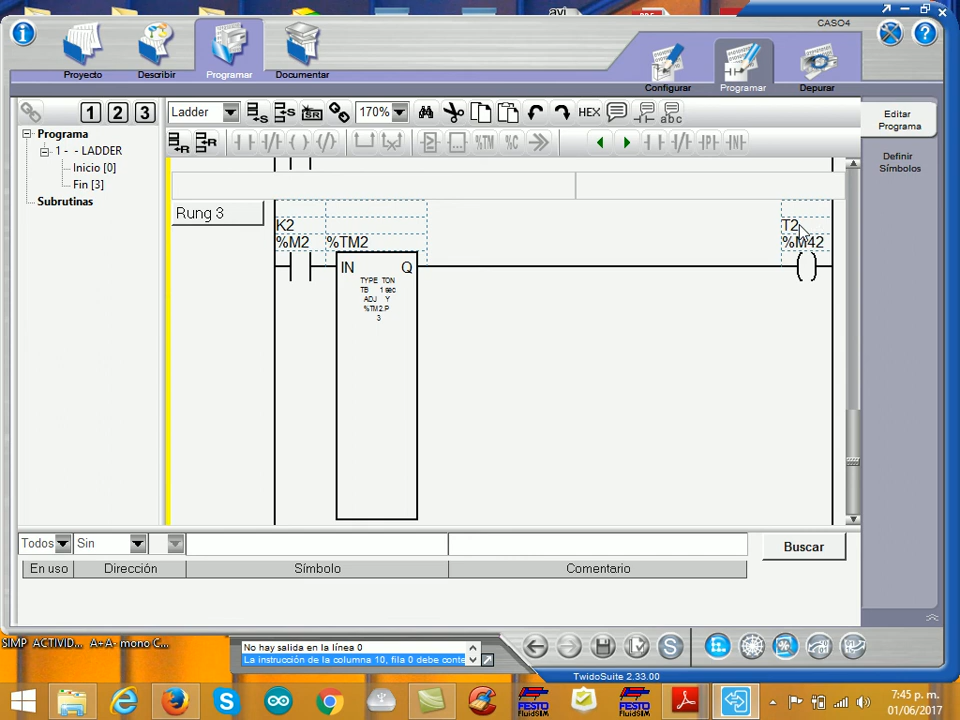 CASO4
Proyecto
Describir
Programar
Documentar
Configurar
Programar
Depurar
1 2 3
Ladder
170%
HEX
abc
%TM
%C
P
N
Editar
Programa
Definir
Símbolos
Programa
1 - - LADDER
Inicio [0]
Fin [3]
Subrutinas
Rung 3
K2
T2
%M2
%TM2
%M42
IN Q
TYPE TON
TB 1 sec
ADJ Y
%TM2.P
3
Todos
Sin
Buscar
En uso
Dirección
Símbolo
Comentario
SIMP ACTIVID...
A+A- mono C...
No hay salida en la línea 0
La instrucción de la columna 10, fila 0 debe conte
TwidoSuite 2.33.00
FESTO
FluidSIM
FESTO
FluidSIM
7:45 p. m.
01/06/2017